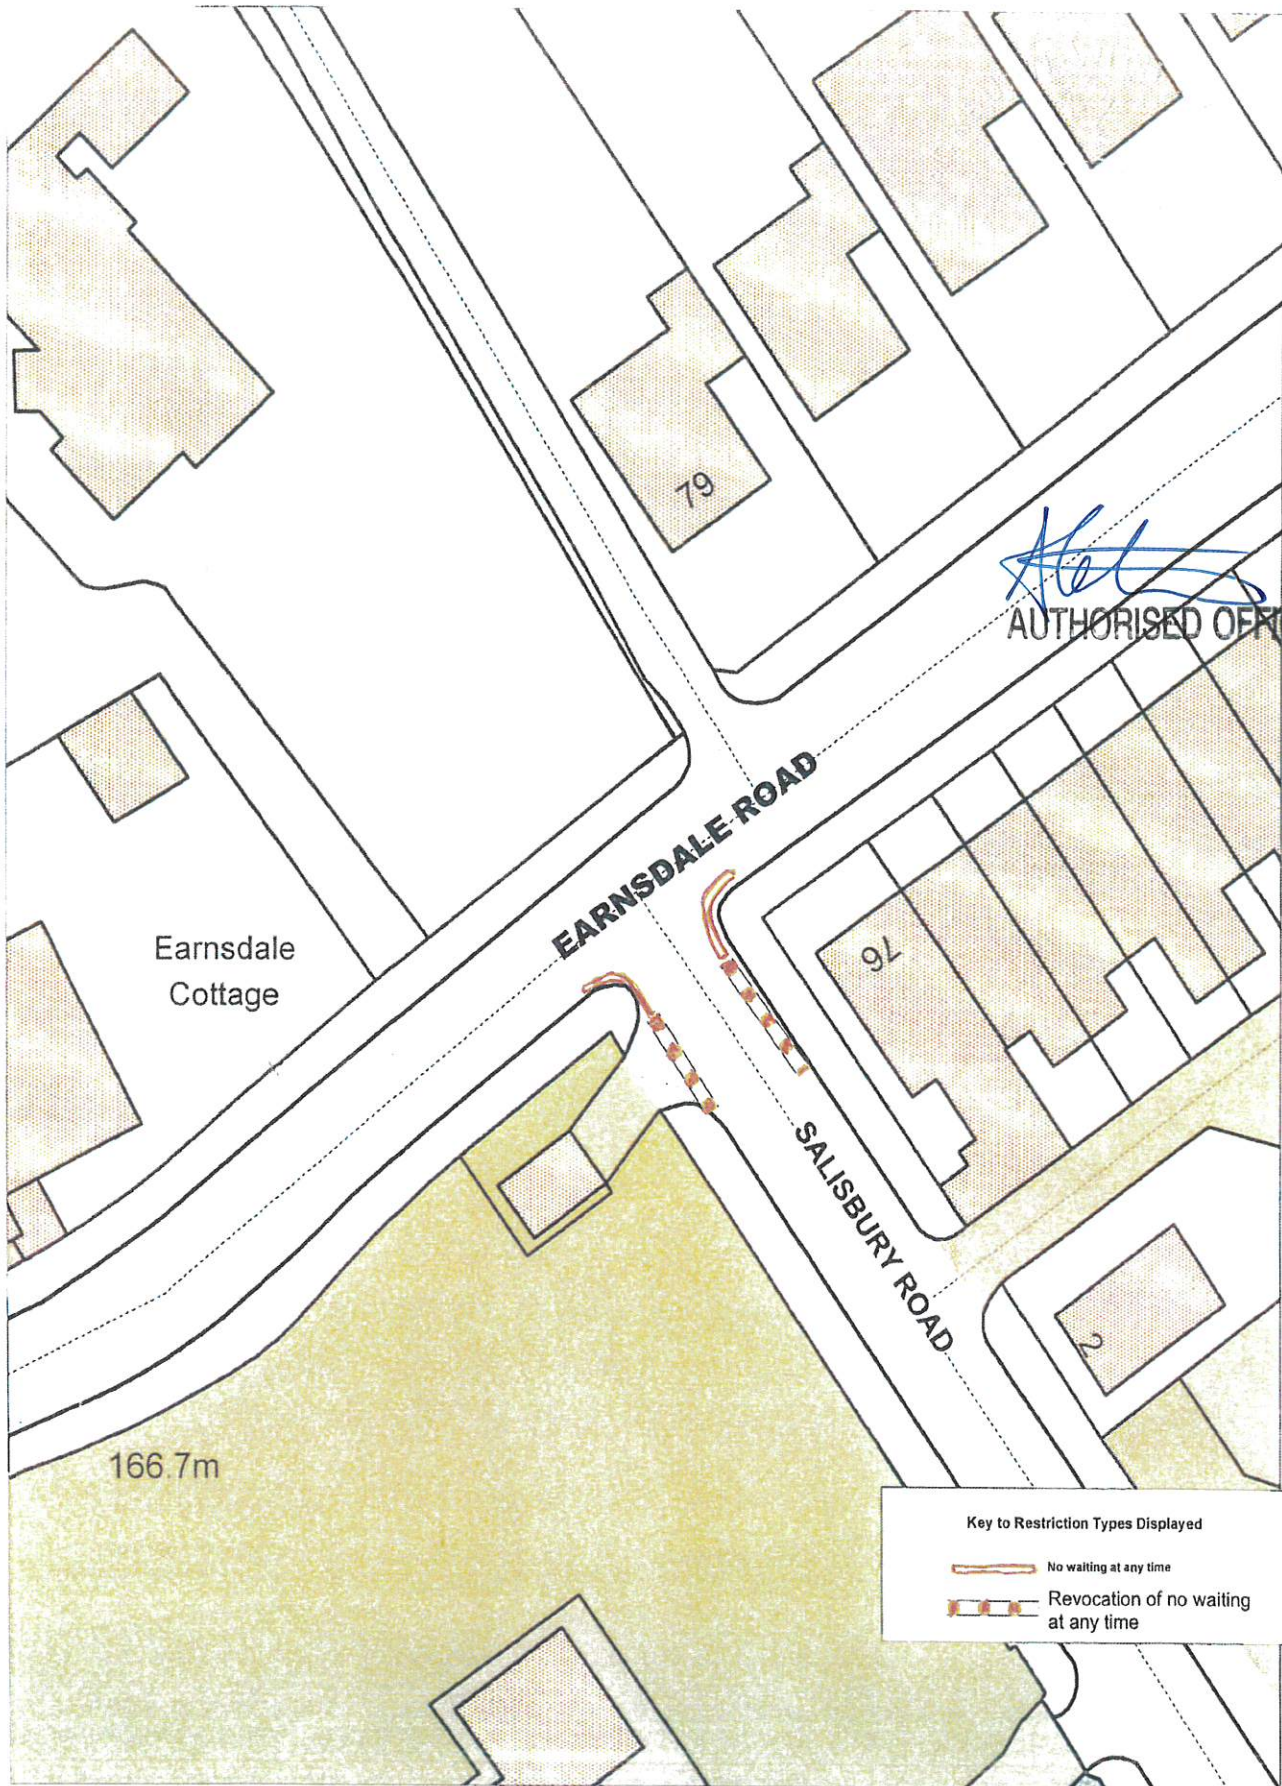 79
AUTHORISED OFFI
EARNSDALE ROAD
76
Earnsdale
Cottage
SALISBURY ROAD
2
166.7m
Key to Restriction Types Displayed
No waiting at any time
Revocation of no waiting
at any time